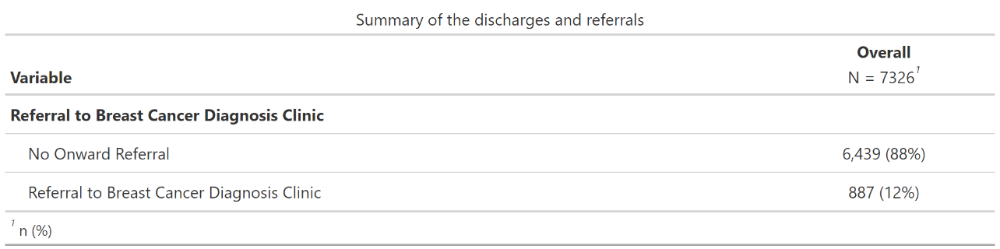 Summary of the discharges and referrals
Overall
Variable N = 7326¹
Referral to Breast Cancer Diagnosis Clinic
No Onward Referral 6,439 (88%)
Referral to Breast Cancer Diagnosis Clinic 887 (12%)
¹ n (%)